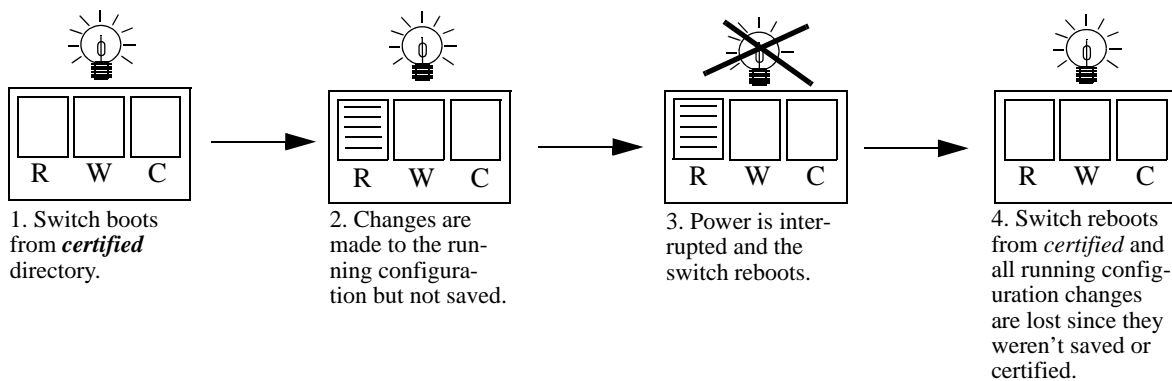 R W C
1. Switch boots
from certified
directory.
R W C
2. Changes are
made to the run-
ning configura-
tion but not saved.
R W C
3. Power is inter-
rupted and the
switch reboots.
R W C
4. Switch reboots
from certified and
all running config-
uration changes
are lost since they
weren’t saved or
certified.